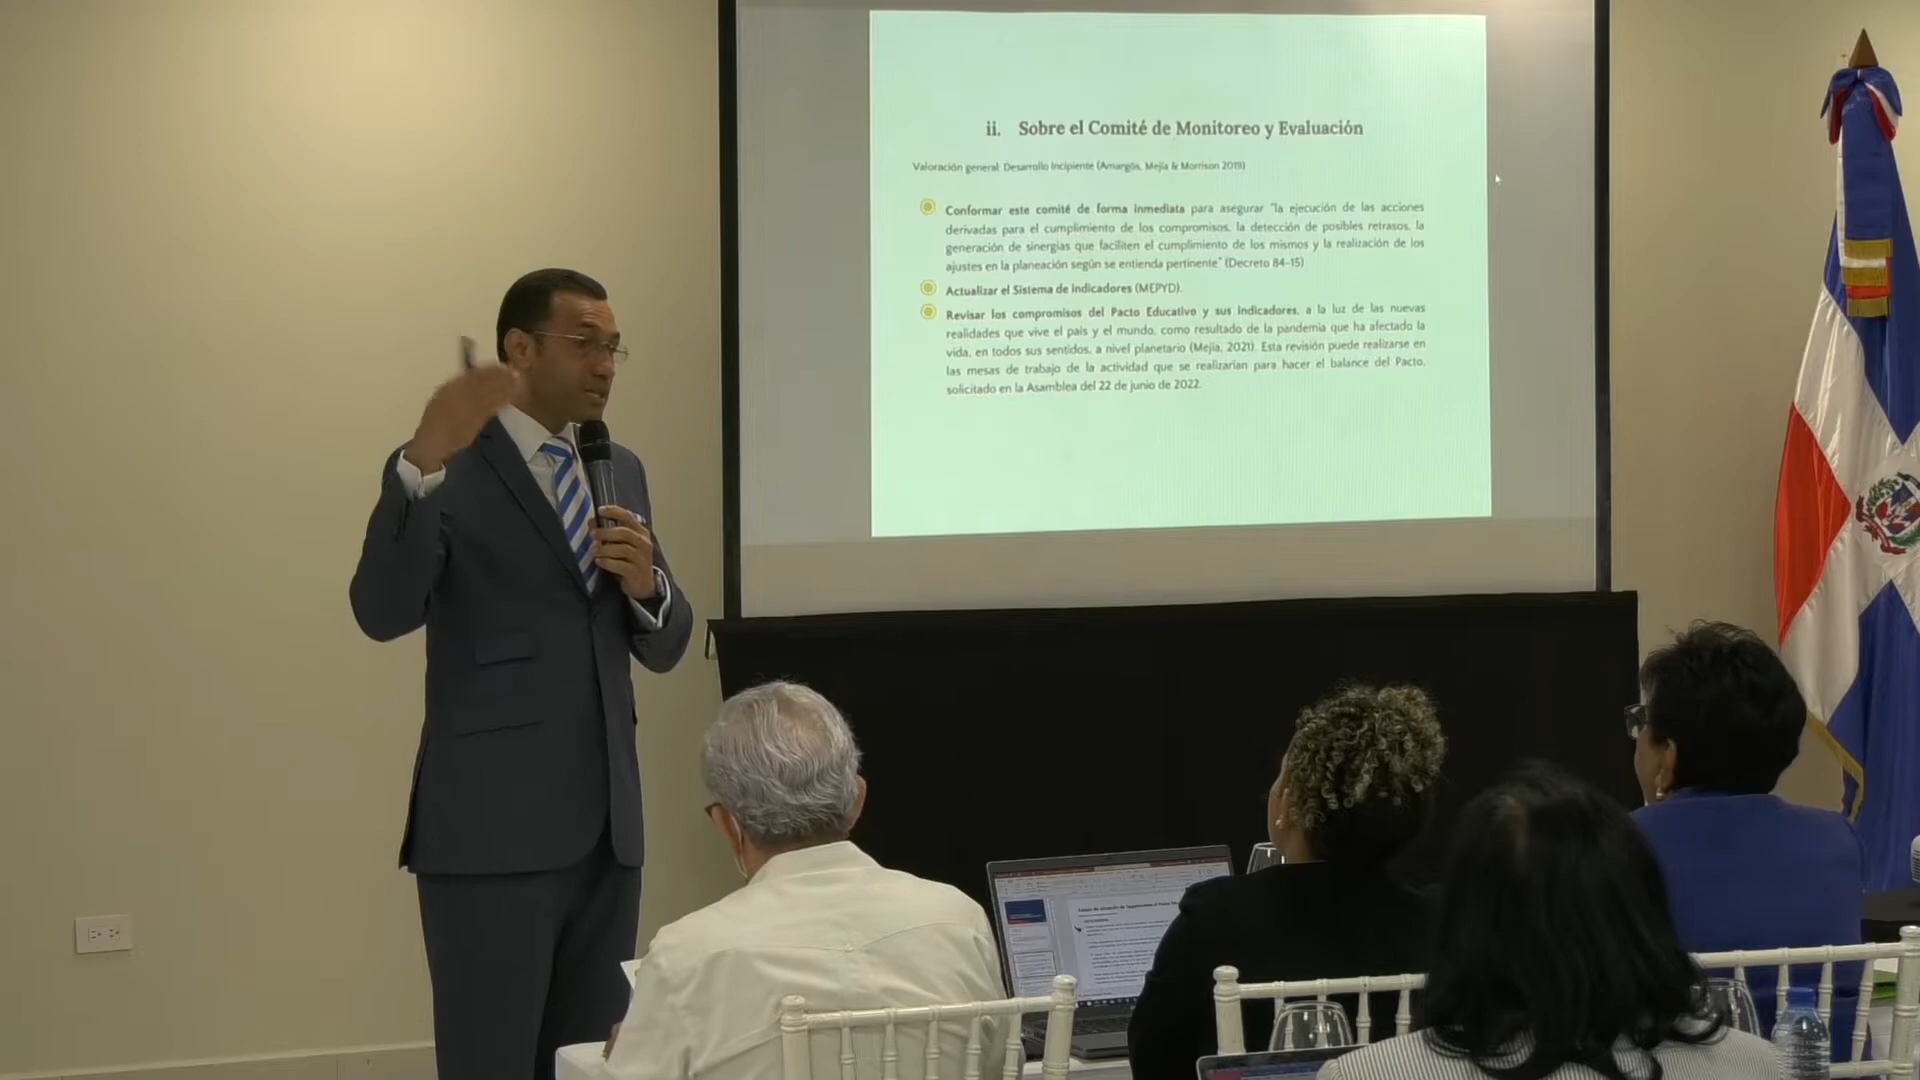 ii. Sobre el Comité de Monitoreo y Evaluación
Valoración general: Desarrollo Incipiente (Amargós, Mejía & Morrison 2019)
Conformar este comité de forma inmediata para asegurar "la ejecución de las acciones
derivadas para el cumplimiento de los compromisos, la detección de posibles retrasos, la
generación de sinergias que faciliten el cumplimiento de los mismos y la realización de los
ajustes en la planeación según se entienda pertinente" (Decreto 84-15)
Actualizar el Sistema de Indicadores (MEPYD).
Revisar los compromisos del Pacto Educativo y sus indicadores, a la luz de las nuevas
realidades que vive el país y el mundo, como resultado de la pandemia que ha afectado la
vida, en todos sus sentidos, a nivel planetario (Mejía, 2021). Esta revisión puede realizarse en
las mesas de trabajo de la actividad que se realizarían para hacer el balance del Pacto,
solicitado en la Asamblea del 22 de junio de 2022.